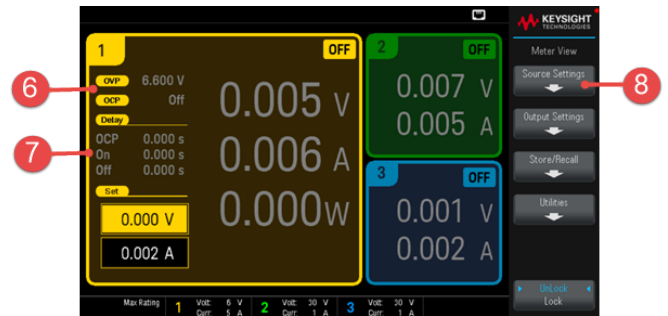 KEYSIGHT
TECHNOLOGIES
Meter View
1 OFF
OVP 6.600 V
OCP Off
Delay
OCP 0.000 s
On 0.000 s
Off 0.000 s
Set
0.000 V
0.002 A
0.005 V
0.006 A
0.000W
2 OFF
0.007 V
0.005 A
3 OFF
0.001 V
0.002 A
Source Settings
Output Settings
Store/Recall
Utilities
UnLock
Lock
Max Rating 1 Volt: 6 V 2 Volt: 30 V 3 Volt: 30 V
Curr: 5 A Curr: 1 A Curr: 1 A
6
7
8